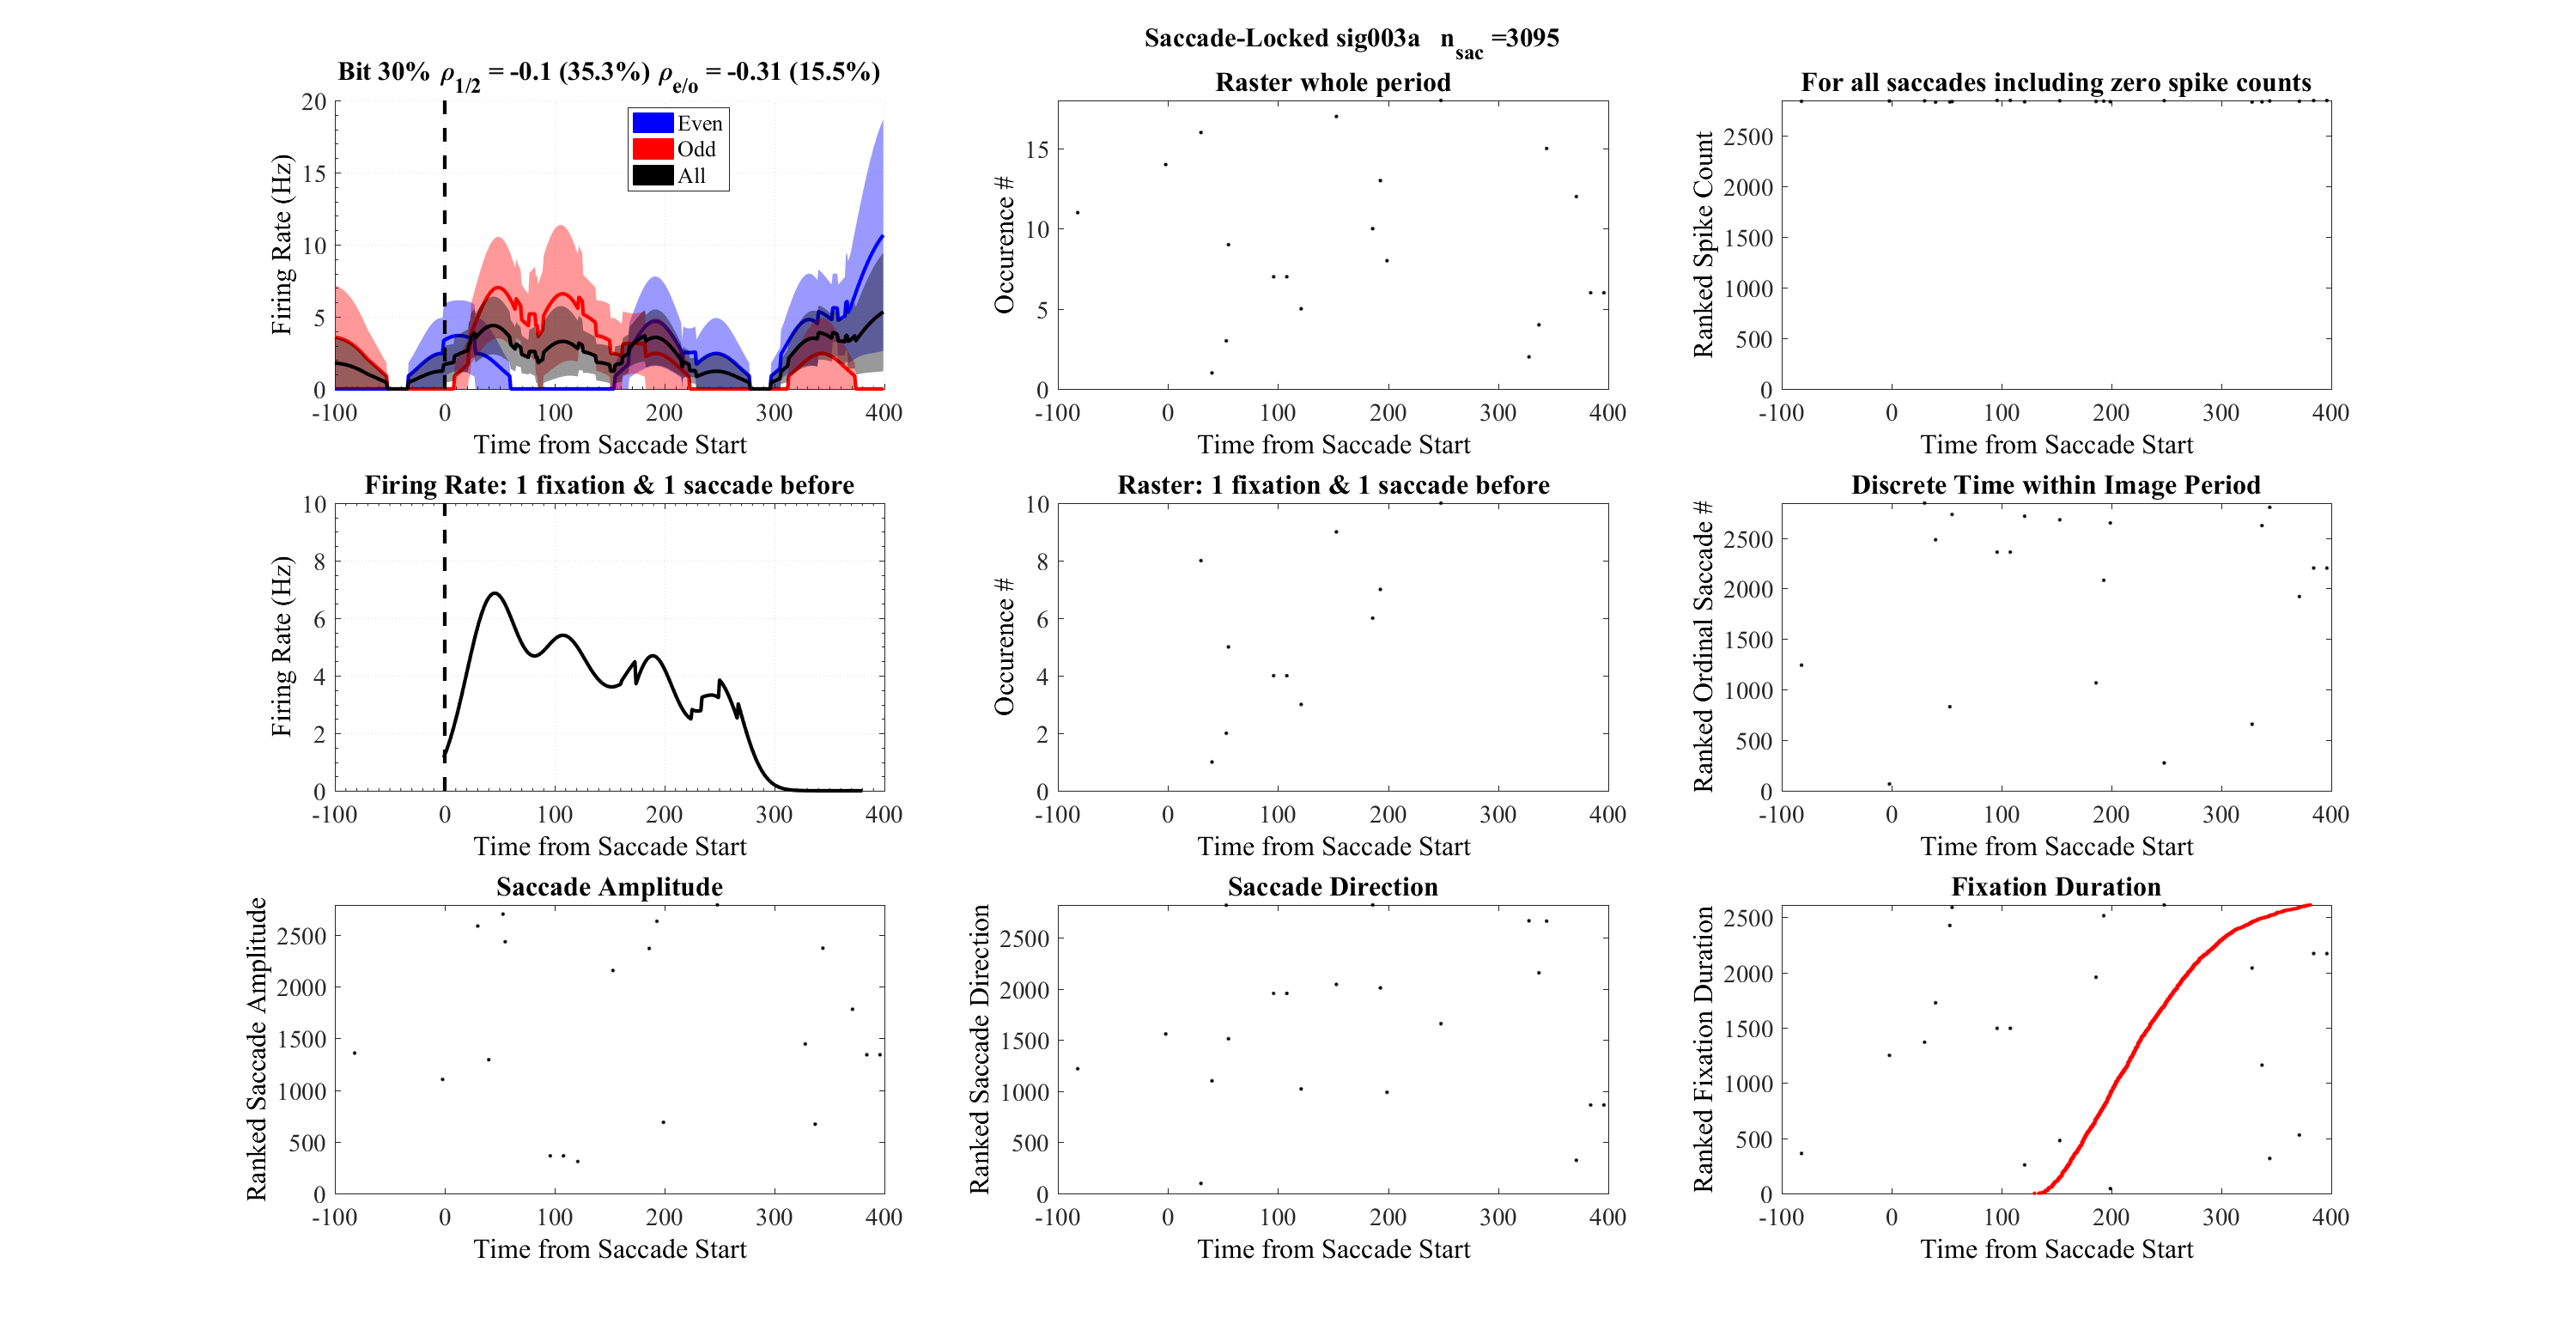 Saccade-Locked sig003a n_sac =3095
Bit 30% ρ_1/2 = -0.1 (35.3%) ρ_e/o = -0.31 (15.5%)
Firing Rate (Hz)
20
15
10
5
0
Even
Odd
All
-100 0 100 200 300 400
Time from Saccade Start
Raster whole period
Occurence #
15
10
5
0
-100 0 100 200 300 400
Time from Saccade Start
For all saccades including zero spike counts
Ranked Spike Count
2500
2000
1500
1000
500
0
-100 0 100 200 300 400
Time from Saccade Start
Firing Rate: 1 fixation & 1 saccade before
Firing Rate (Hz)
10
8
6
4
2
0
-100 0 100 200 300 400
Time from Saccade Start
Raster: 1 fixation & 1 saccade before
Occurence #
10
8
6
4
2
0
-100 0 100 200 300 400
Time from Saccade Start
Discrete Time within Image Period
Ranked Ordinal Saccade #
2500
2000
1500
1000
500
0
-100 0 100 200 300 400
Time from Saccade Start
Saccade Amplitude
Ranked Saccade Amplitude
2500
2000
1500
1000
500
0
-100 0 100 200 300 400
Time from Saccade Start
Saccade Direction
Ranked Saccade Direction
2500
2000
1500
1000
500
0
-100 0 100 200 300 400
Time from Saccade Start
Fixation Duration
Ranked Fixation Duration
2500
2000
1500
1000
500
0
-100 0 100 200 300 400
Time from Saccade Start